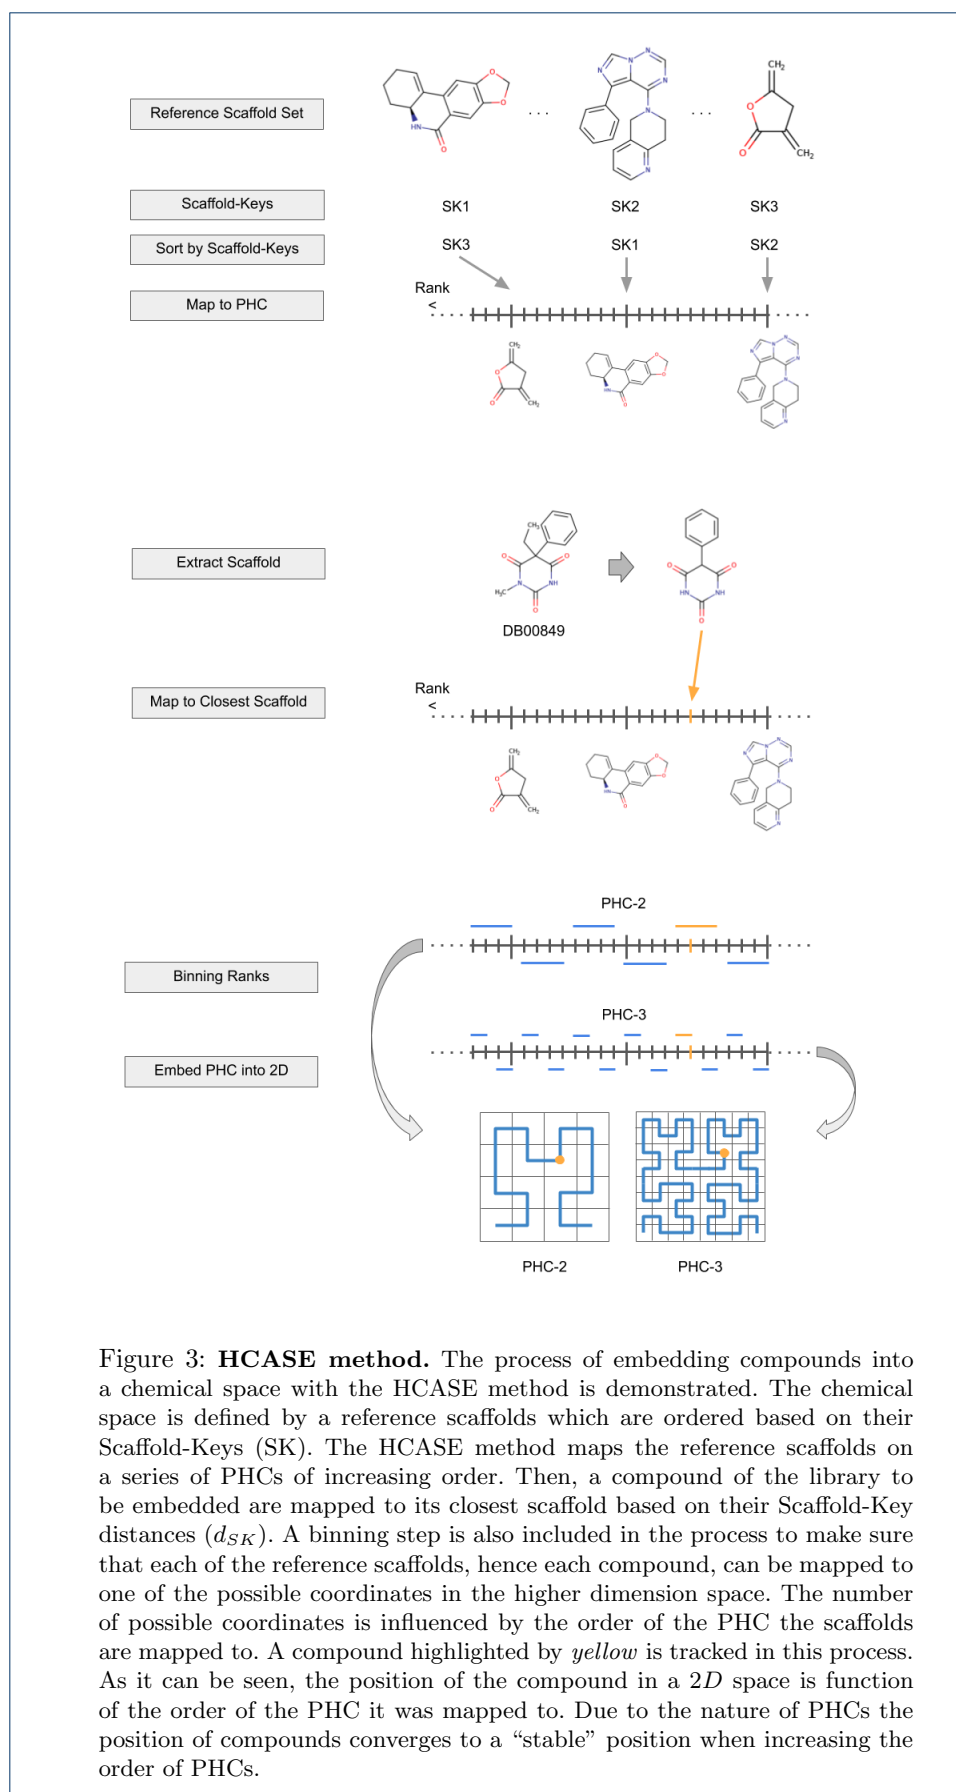 Reference Scaffold Set
Scaffold-Keys
SK1
SK2
SK3
Sort by Scaffold-Keys
SK3
SK1
SK2
Map to PHC
Rank
<
Extract Scaffold
DB00849
Map to Closest Scaffold
Rank
<
PHC-2
Binning Ranks
PHC-3
Embed PHC into 2D
PHC-2
PHC-3
Figure 3: HCASE method. The process of embedding compounds into
a chemical space with the HCASE method is demonstrated. The chemical
space is defined by a reference scaffolds which are ordered based on their
Scaffold-Keys (SK). The HCASE method maps the reference scaffolds on
a series of PHCs of increasing order. Then, a compound of the library to
be embedded are mapped to its closest scaffold based on their Scaffold-Key
distances (d_{SK}). A binning step is also included in the process to make sure
that each of the reference scaffolds, hence each compound, can be mapped to
one of the possible coordinates in the higher dimension space. The number
of possible coordinates is influenced by the order of the PHC the scaffolds
are mapped to. A compound highlighted by yellow is tracked in this process.
As it can be seen, the position of the compound in a 2D space is function
of the order of the PHC it was mapped to. Due to the nature of PHCs the
position of compounds converges to a “stable” position when increasing the
order of PHCs.